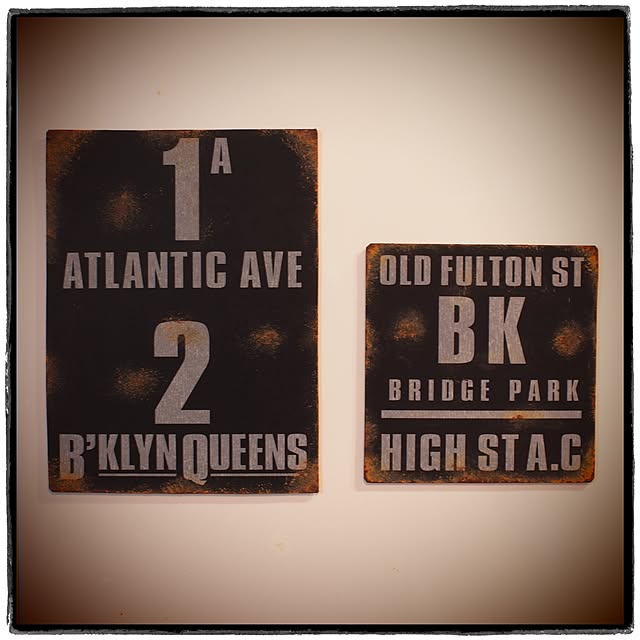 1A
ATLANTIC AVE
2
B'KLYN QUEENS
OLD FULTON ST
BK
BRIDGE PARK
HIGH ST A.C